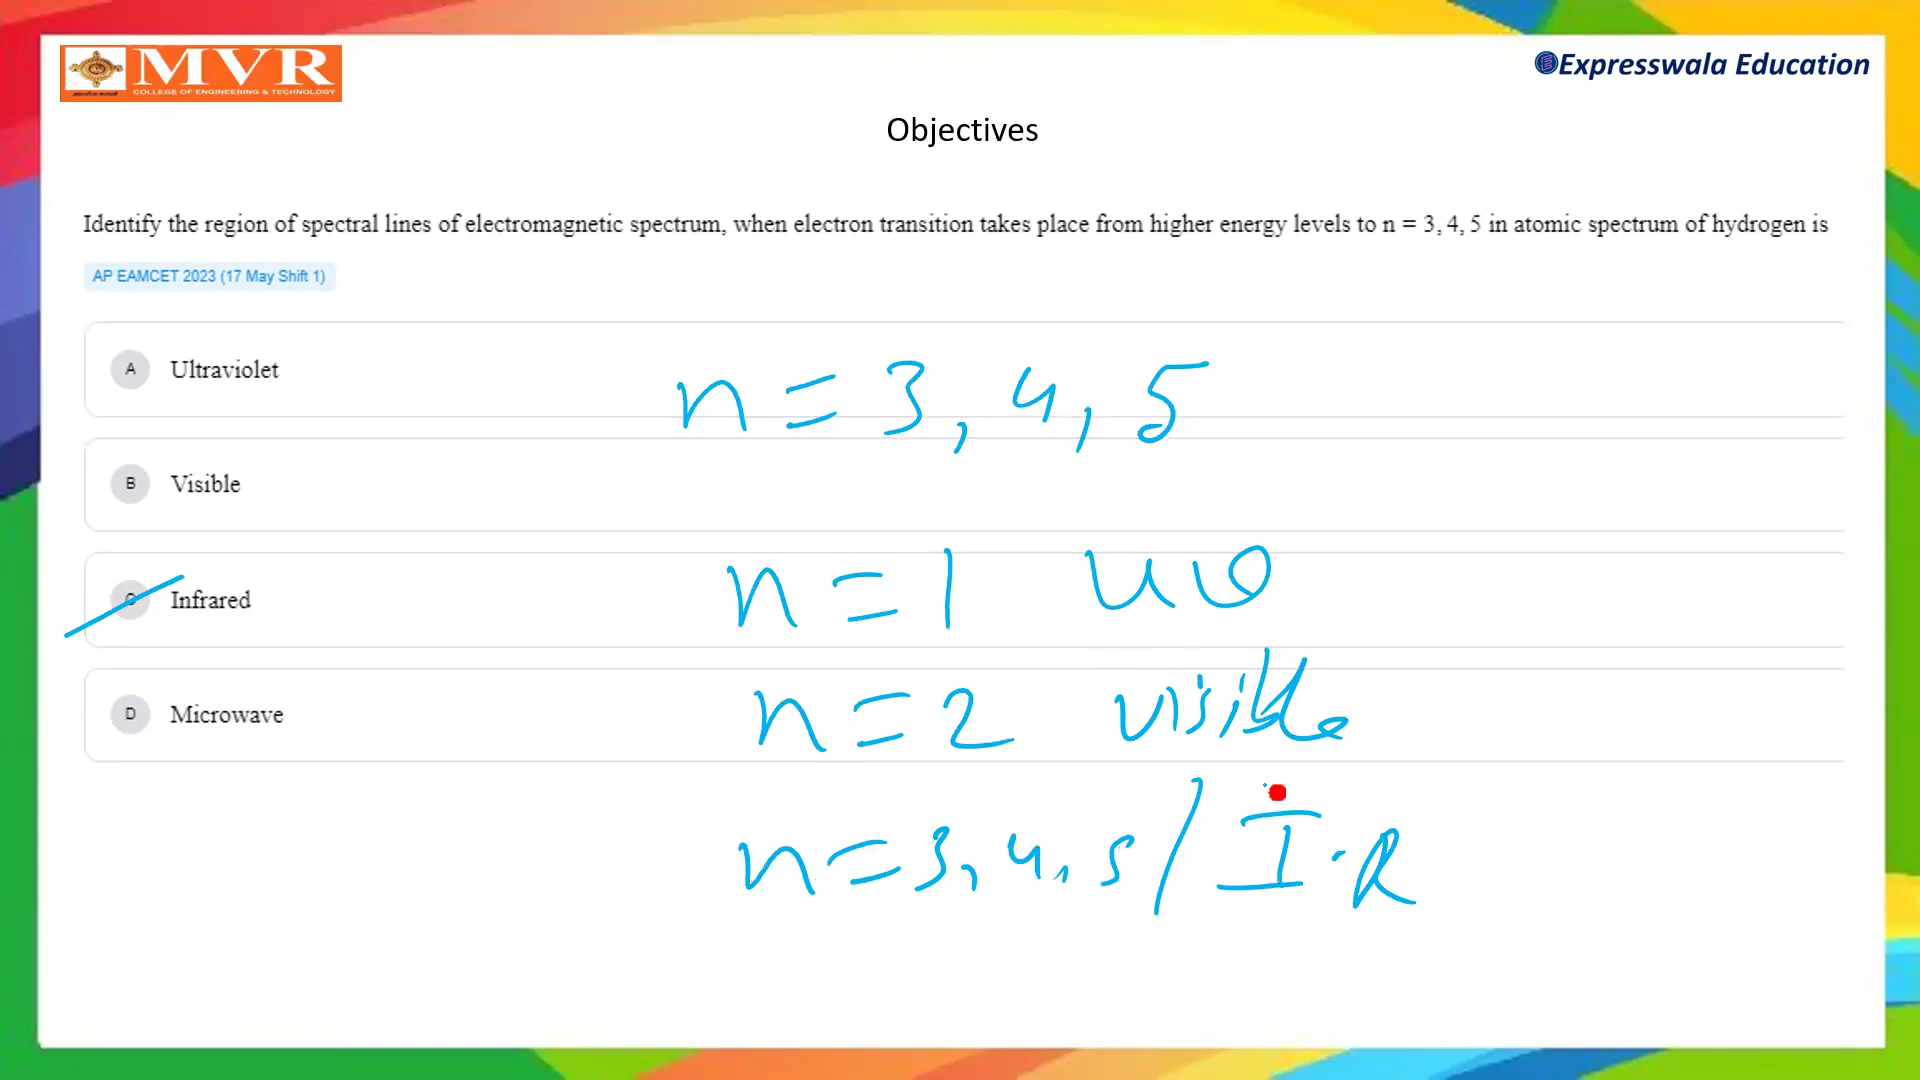 MVR
COLLEGE OF ENGINEERING & TECHNOLOGY
Expresswala Education
Objectives
Identify the region of spectral lines of electromagnetic spectrum, when electron transition takes place from higher energy levels to n = 3, 4, 5 in atomic spectrum of hydrogen is
AP EAMCET 2023 (17 May Shift 1)
A Ultraviolet
n = 3, 4, 5
B Visible
C Infrared
n = 1 UV
D Microwave
n = 2 visible
n = 3, 4, 5 / I.R